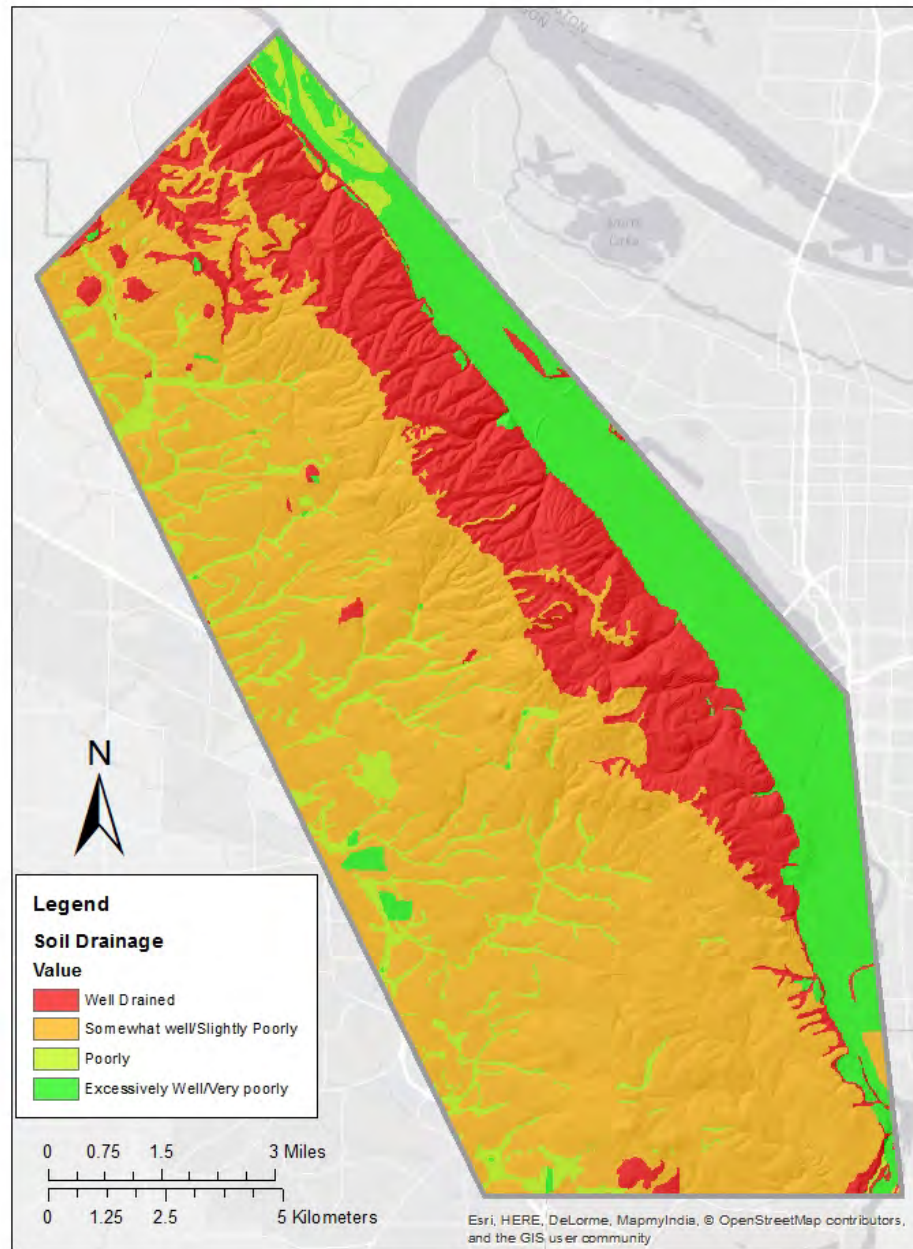 Smith
Lake
N
Legend
Soil Drainage
Value
Well Drained
Somewhat well/Slightly Poorly
Poorly
Excessively Well/Very poorly
0 0.75 1.5 3 Miles
0 1.25 2.5 5 Kilometers
Esri, HERE, DeLorme, MapmyIndia, © OpenStreetMap contributors,
and the GIS user community